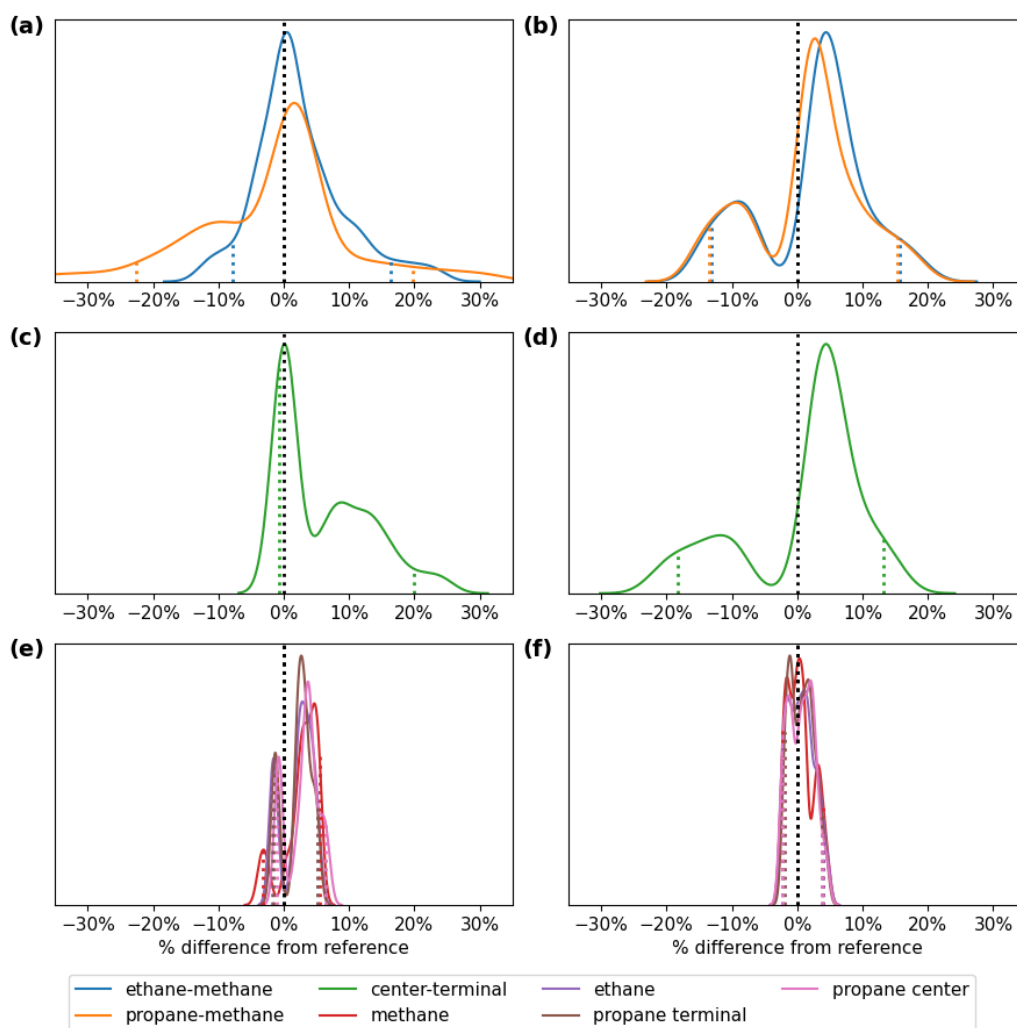 (a) (b)
−30% −20% −10% 0% 10% 20% 30% −30% −20% −10% 0% 10% 20% 30%
(c) (d)
−30% −20% −10% 0% 10% 20% 30% −30% −20% −10% 0% 10% 20% 30%
(e) (f)
−30% −20% −10% 0% 10% 20% 30% −30% −20% −10% 0% 10% 20% 30%
% difference from reference % difference from reference
ethane-methane center-terminal ethane propane center
propane-methane methane propane terminal